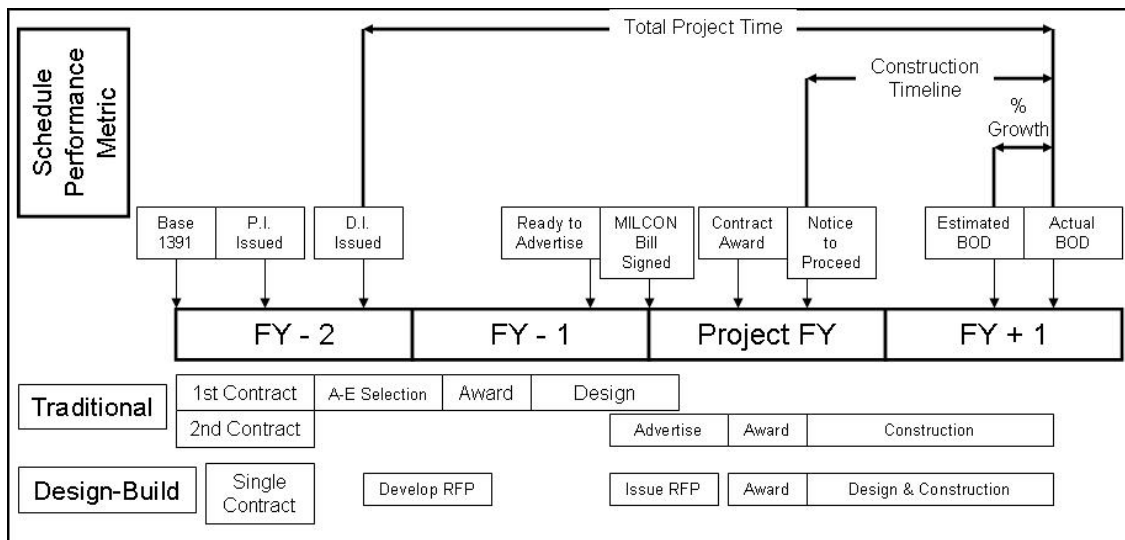 Total Project Time
Schedule
Performance
Metric
Construction
Timeline
%
Growth
Base
1391
P.I.
Issued
D.I.
Issued
Ready to
Advertise
MILCON
Bill
Signed
Contract
Award
Notice
to
Proceed
Estimated
BOD
Actual
BOD
FY - 2
FY - 1
Project FY
FY + 1
Traditional
1st Contract
A-E Selection
Award
Design
2nd Contract
Advertise
Award
Construction
Design-Build
Single
Contract
Develop RFP
Issue RFP
Award
Design & Construction